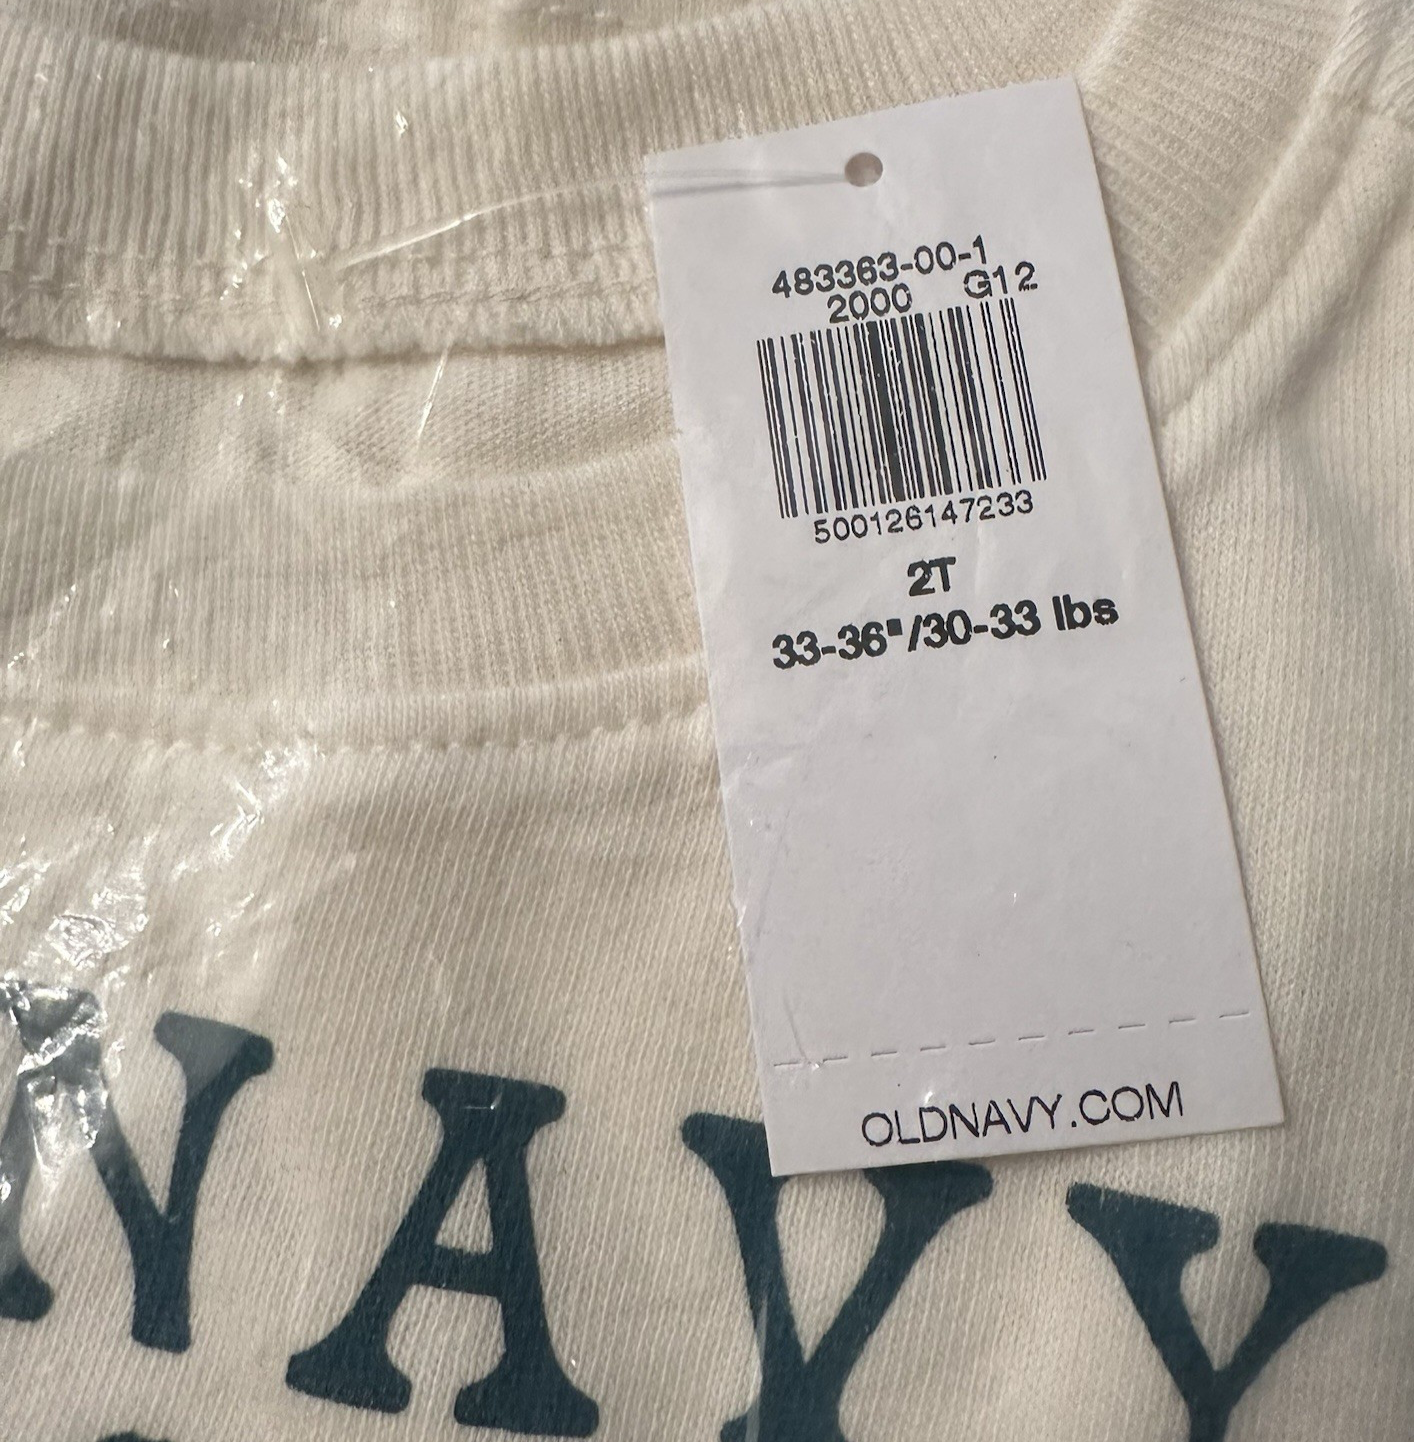 483363-00-1
2000 G12
500126147233
2T
33-36"/30-33 lbs
OLDNAVY.COM
NAVY